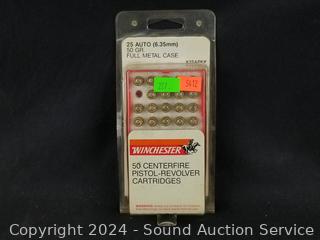 25 AUTO (6.35mm)
50 GR.
FULL METAL CASE
WINCHESTER
50 CENTERFIRE
PISTOL-REVOLVER
CARTRIDGES
Copyright 2024 - Sound Auction Service